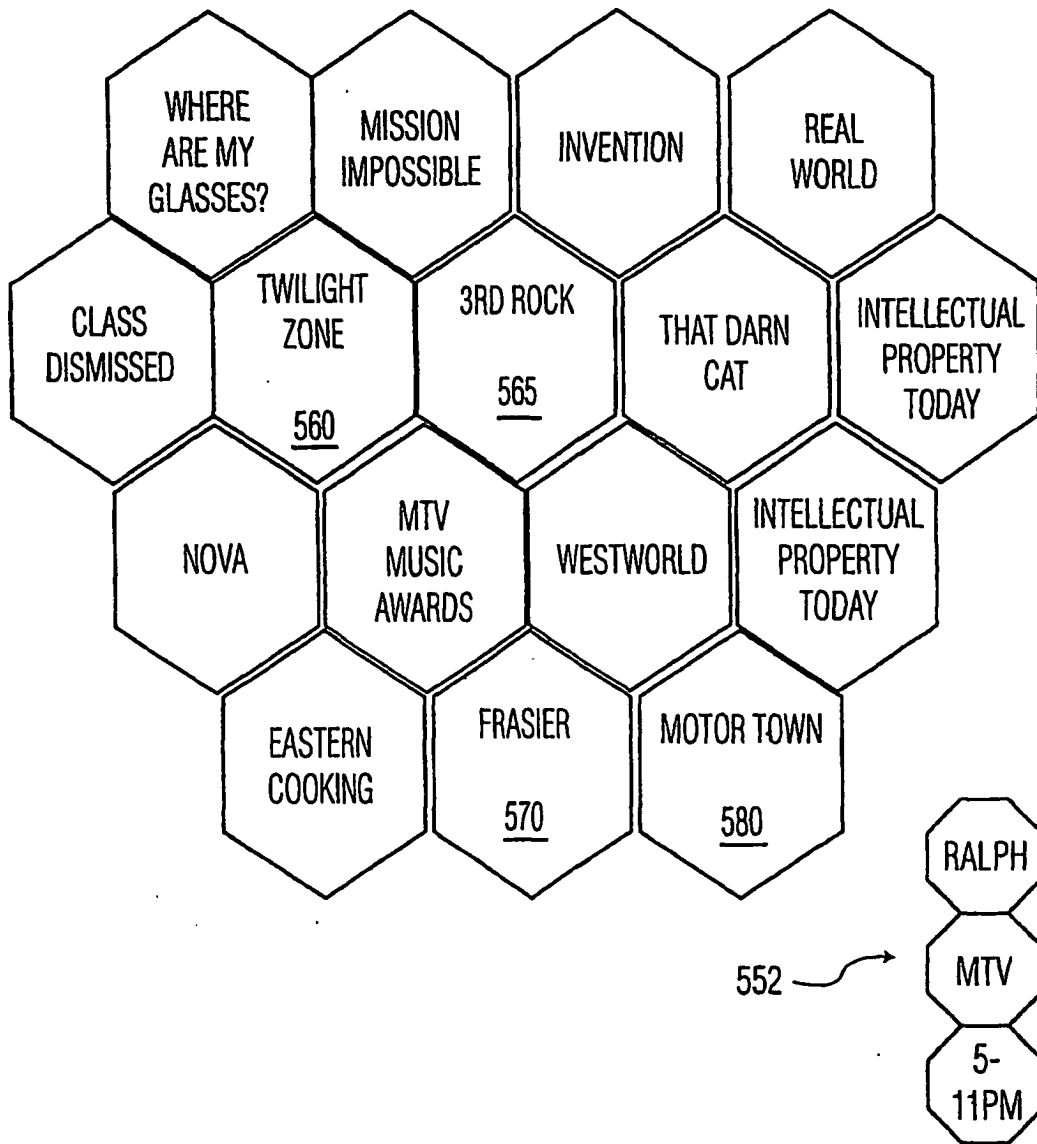 WHERE
ARE MY
GLASSES?
MISSION
IMPOSSIBLE
INVENTION
REAL
WORLD
CLASS
DISMISSED
TWILIGHT
ZONE
560
3RD ROCK
565
THAT DARN
CAT
INTELLECTUAL
PROPERTY
TODAY
NOVA
MTV
MUSIC
AWARDS
WESTWORLD
INTELLECTUAL
PROPERTY
TODAY
EASTERN
COOKING
FRASIER
570
MOTOR TOWN
580
552
RALPH
MTV
5-
11PM